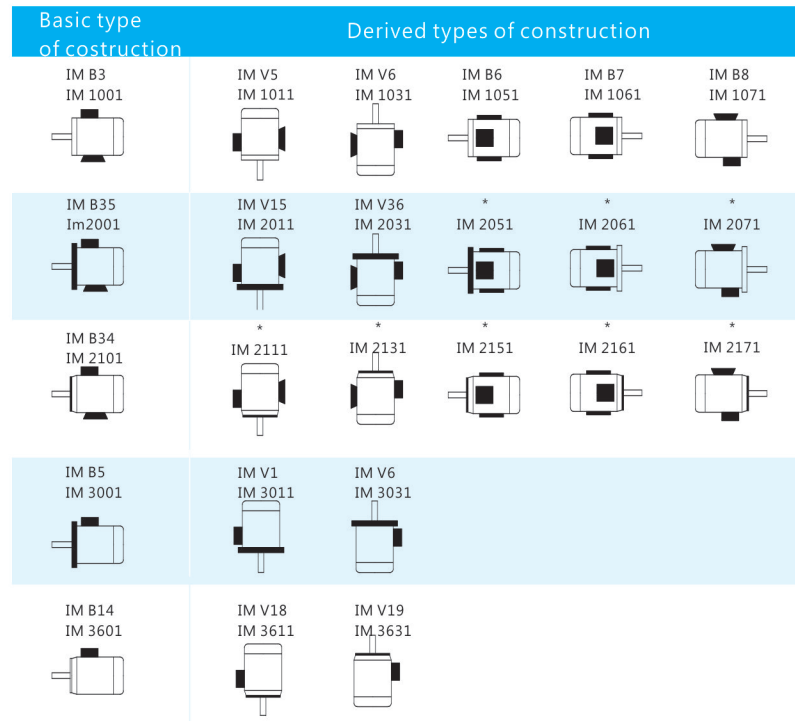 Basic type
of costruction
Derived types of construction
IM B3
IM 1001
IM V5
IM 1011
IM V6
IM 1031
IM B6
IM 1051
IM B7
IM 1061
IM B8
IM 1071
IM B35
Im2001
IM V15
IM 2011
IM V36
IM 2031
*
IM 2051
*
IM 2061
*
IM 2071
IM B34
IM 2101
*
IM 2111
*
IM 2131
*
IM 2151
*
IM 2161
*
IM 2171
IM B5
IM 3001
IM V1
IM 3011
IM V6
IM 3031
IM B14
IM 3601
IM V18
IM 3611
IM V19
IM 3631